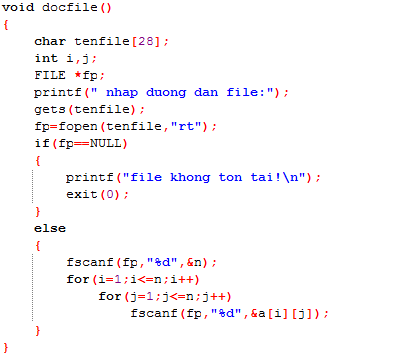 void docfile()
{
char tenfile[28];
int i,j;
FILE *fp;
printf(" nhap duong dan file:");
gets(tenfile);
fp=fopen(tenfile,"rt");
if(fp==NULL)
{
printf("file khong ton tai!\n");
exit(0);
}
else
{
fscanf(fp,"%d",&n);
for(i=1;i<=n;i++)
for(j=1;j<=n;j++)
fscanf(fp,"%d",&a[i][j]);
}
}